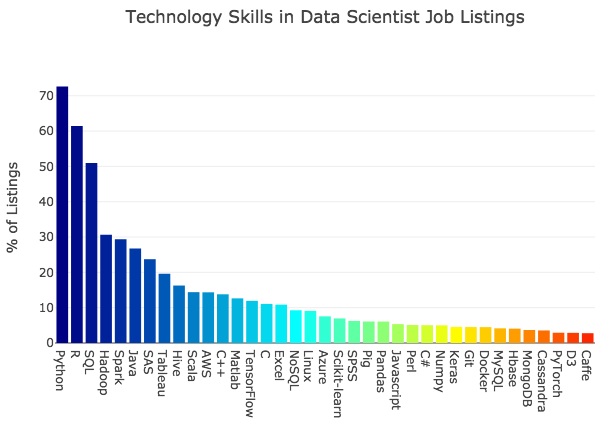 Technology Skills in Data Scientist Job Listings
% of Listings
70
60
50
40
30
20
10
0
Python
R
SQL
Hadoop
Spark
Java
SAS
Tableau
Hive
Scala
AWS
C++
Matlab
TensorFlow
C
Excel
NoSQL
Linux
Azure
Scikit-learn
SPSS
Pig
Pandas
Javascript
Perl
C#
Numpy
Keras
Git
Docker
MySQL
Hbase
MongoDB
Cassandra
PyTorch
D3
Caffe